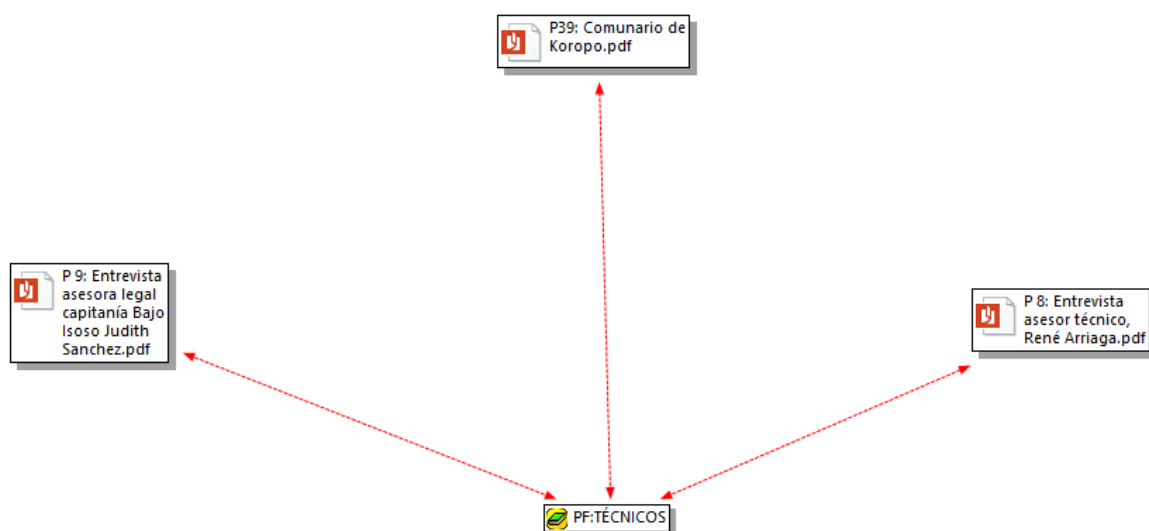 P39: Comunario de
Koropo.pdf
P 9: Entrevista
asesora legal
capitanía Bajo
Isoso Judith
Sanchez.pdf
P 8: Entrevista
asesor técnico,
René Arriaga.pdf
PF:TÉCNICOS